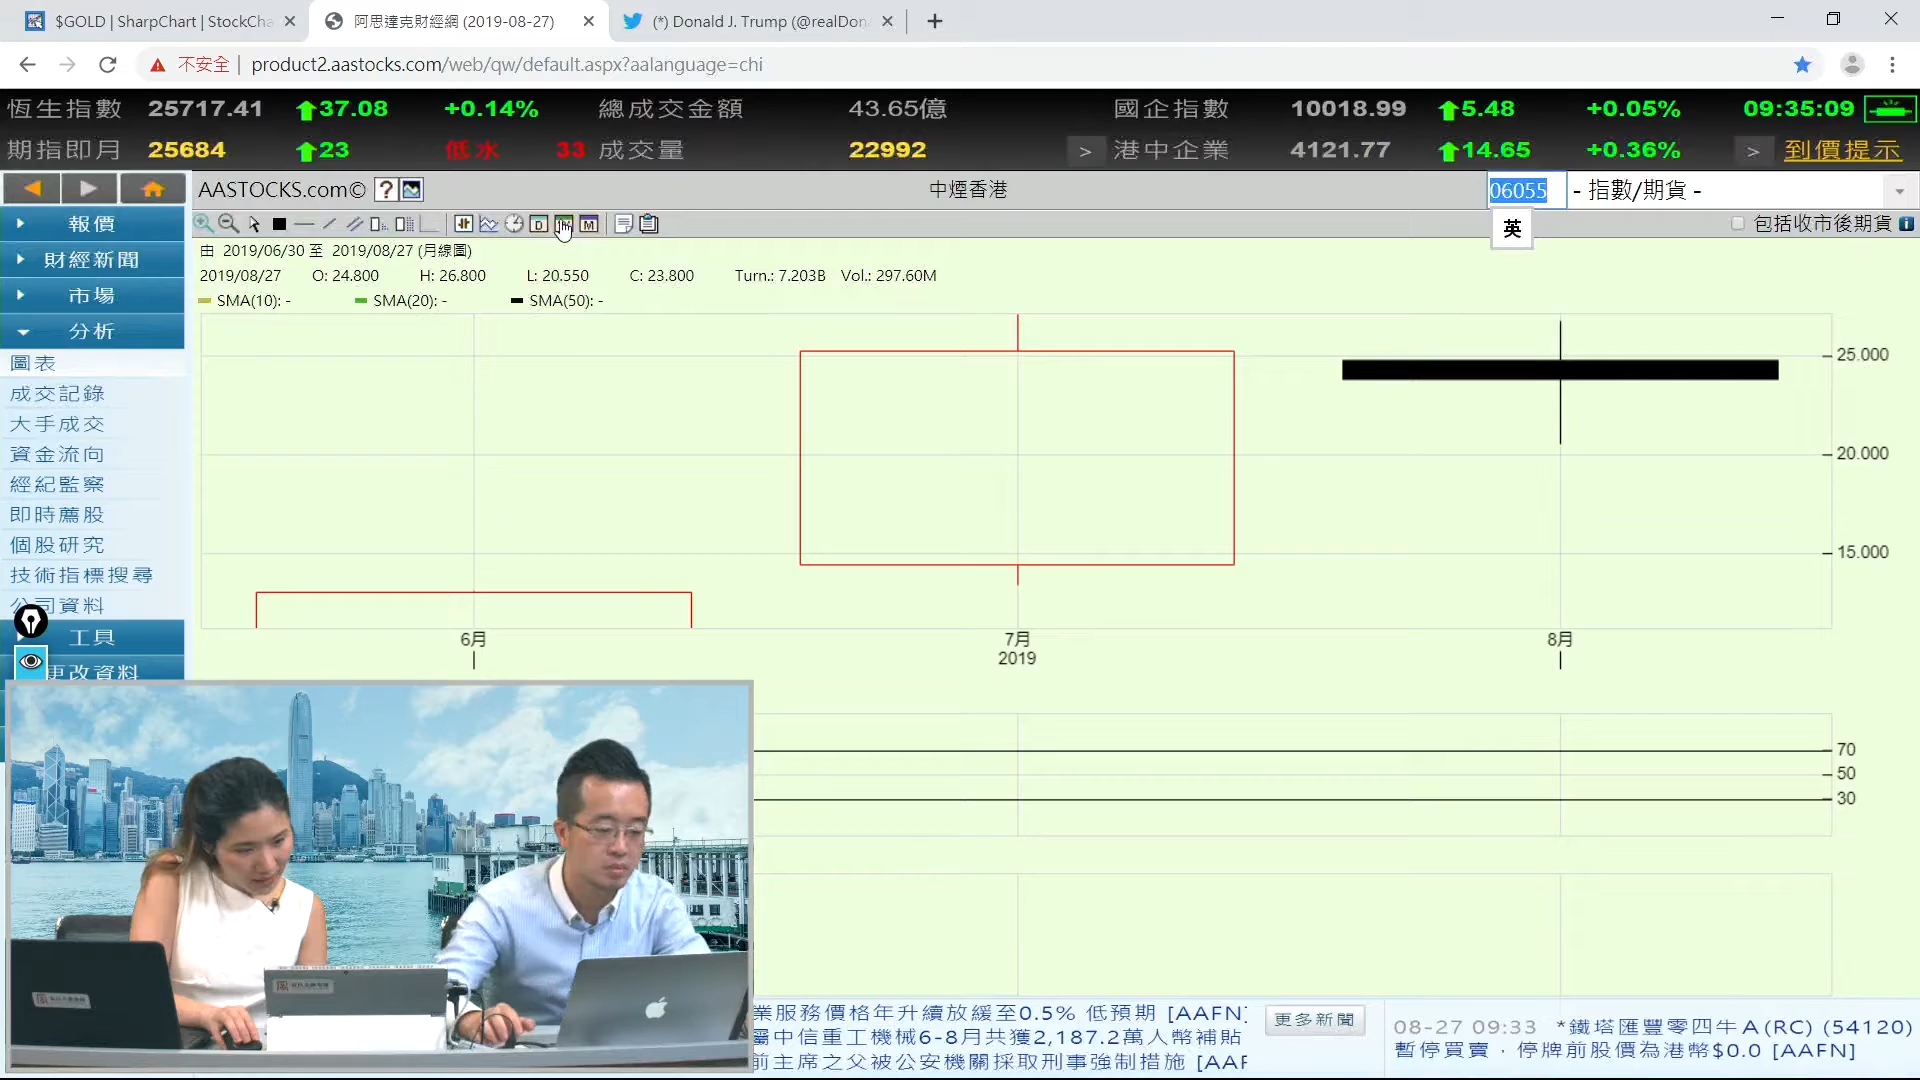 $GOLD | SharpChart | StockCha
阿思達克財經網 (2019-08-27)
(*) Donald J. Trump (@realDon
不安全 | product2.aastocks.com/web/qw/default.aspx?aalanguage=chi
恆生指數 25717.41 37.08 +0.14% 總成交金額 43.65億 國企指數 10018.99 5.48 +0.05% 09:35:09
期指即月 25684 23 低水 33 成交量 22992 > 港中企業 4121.77 14.65 +0.36% > 到價提示
AASTOCKS.com© ? 中煙香港 06055 - 指數/期貨 -
英
D M 包括收市後期貨 i
由 2019/06/30 至 2019/08/27 (月線圖)
2019/08/27 O: 24.800 H: 26.800 L: 20.550 C: 23.800 Turn.: 7.203B Vol.: 297.60M
SMA(10): - SMA(20): - SMA(50): -
報價
財經新聞
市場
分析
圖表
成交記錄
大手成交
資金流向
經紀監察
即時薦股
個股研究
技術指標搜尋
公司資料
工具
更改資料
25.000
20.000
15.000
6月 7月 8月
2019
70
50
30
業服務價格年升續放緩至0.5% 低預期 [AAFN]
屬中信重工機械6-8月共獲2,187.2萬人幣補貼
前主席之父被公安機關採取刑事強制措施 [AAF
更多新聞
08-27 09:33 *鐵塔匯豐零四牛A(RC) (54120)
暫停買賣，停牌前股價為港幣$0.0 [AAFN]